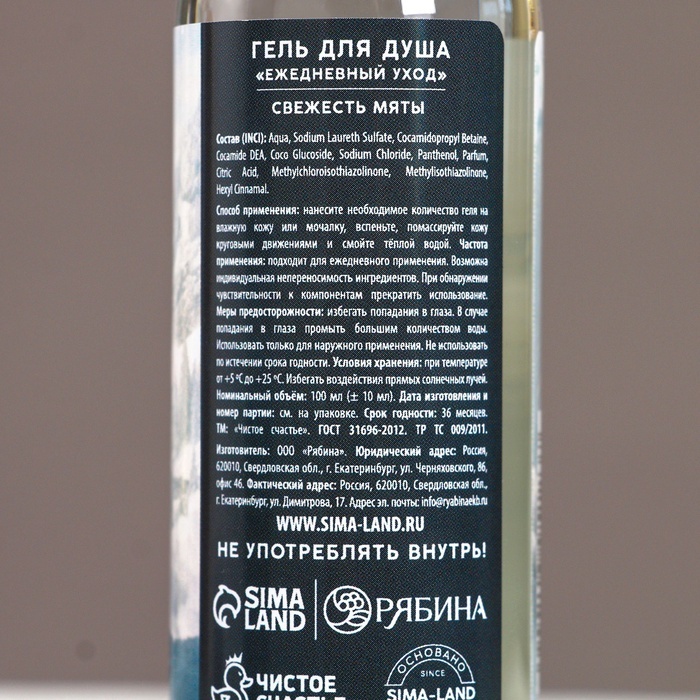 ГЕЛЬ ДЛЯ ДУША
«ЕЖЕДНЕВНЫЙ УХОД»
СВЕЖЕСТЬ МЯТЫ
Состав (INCI): Aqua, Sodium Laureth Sulfate, Cocamidopropyl Betaine,
Cocamide DEA, Coco Glucoside, Sodium Chloride, Panthenol, Parfum,
Citric Acid, Methylchloroisothiazolinone, Methylisothiazolinone,
Hexyl Cinnamal.
Способ применения: нанесите необходимое количество геля на
влажную кожу или мочалку, вспеньте, помассируйте кожу
круговыми движениями и смойте тёплой водой. Частота
применения: подходит для ежедневного применения. Возможна
индивидуальная непереносимость ингредиентов. При обнаружении
чувствительности к компонентам прекратить использование.
Меры предосторожности: избегать попадания в глаза. В случае
попадания в глаза промыть большим количеством воды.
Использовать только для наружного применения. Не использовать
по истечении срока годности. Условия хранения: при температуре
от +5 °C до +25 °C. Избегать воздействия прямых солнечных лучей.
Номинальный объём: 100 мл (± 10 мл). Дата изготовления и
номер партии: см. на упаковке. Срок годности: 36 месяцев.
ТМ: «Чистое счастье». ГОСТ 31696-2012. ТР ТС 009/2011.
Изготовитель: ООО «Рябина». Юридический адрес: Россия,
620010, Свердловская обл., г. Екатеринбург, ул. Черняховского, 86,
офис 46. Фактический адрес: Россия, 620010, Свердловская обл.,
г. Екатеринбург, ул. Димитрова, 17. Адрес эл. почты: info@ryabinaekb.ru
WWW.SIMA-LAND.RU
НЕ УПОТРЕБЛЯТЬ ВНУТРЬ!
SIMA
LAND
РЯБИНА
ЧИСТОЕ
СЧАСТЬЕ
ОСНОВАНО
SINCE
SIMA-LAND